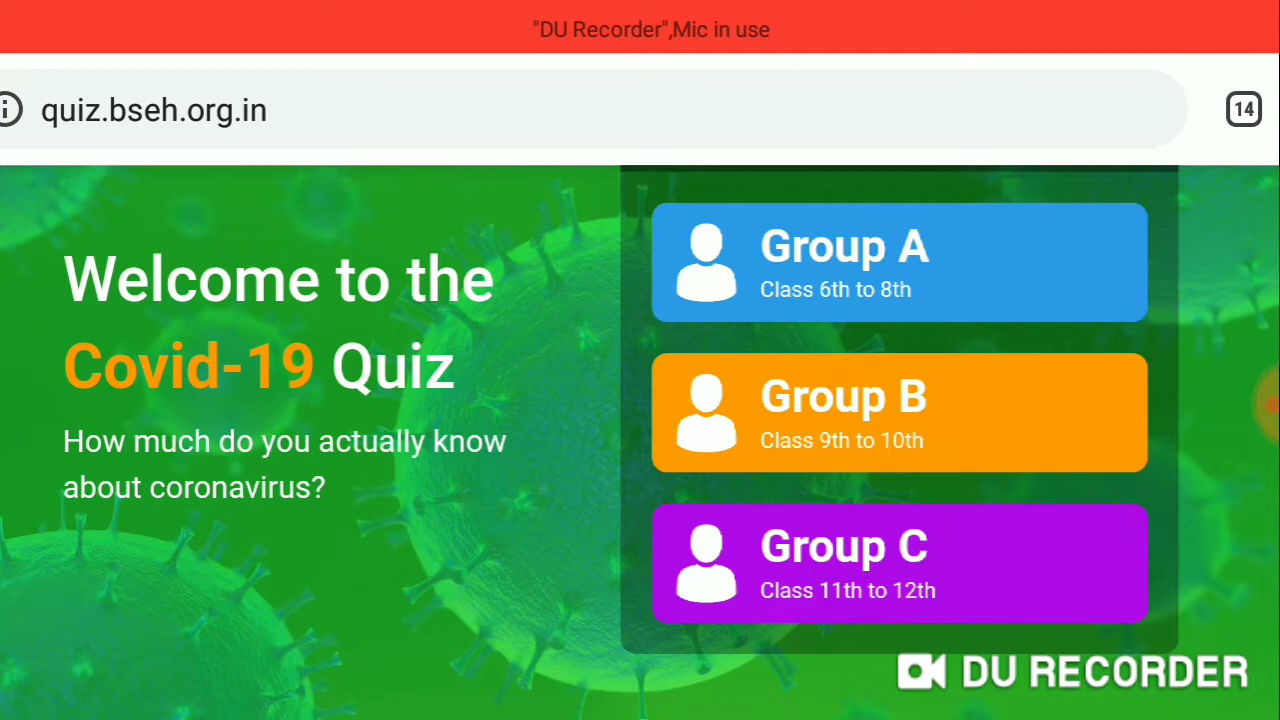 "DU Recorder",Mic in use
quiz.bseh.org.in
14
Welcome to the
Covid-19 Quiz
How much do you actually know
about coronavirus?
Group A
Class 6th to 8th
Group B
Class 9th to 10th
Group C
Class 11th to 12th
DU RECORDER